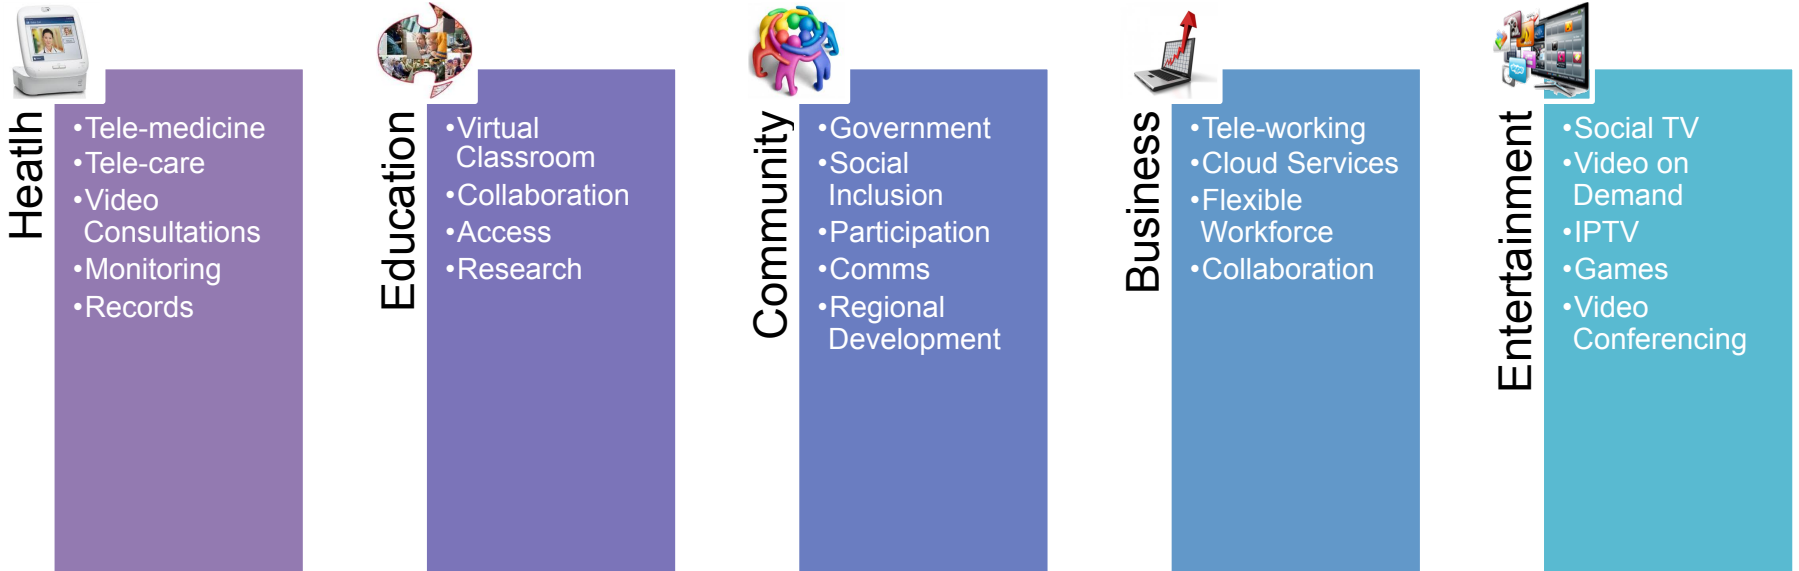 Heatlh
•Tele-medicine
•Tele-care
•Video
Consultations
•Monitoring
•Records
Education
•Virtual
Classroom
•Collaboration
•Access
•Research
Community
•Government
•Social
Inclusion
•Participation
•Comms
•Regional
Development
Business
•Tele-working
•Cloud Services
•Flexible
Workforce
•Collaboration
Entertainment
•Social TV
•Video on
Demand
•IPTV
•Games
•Video
Conferencing